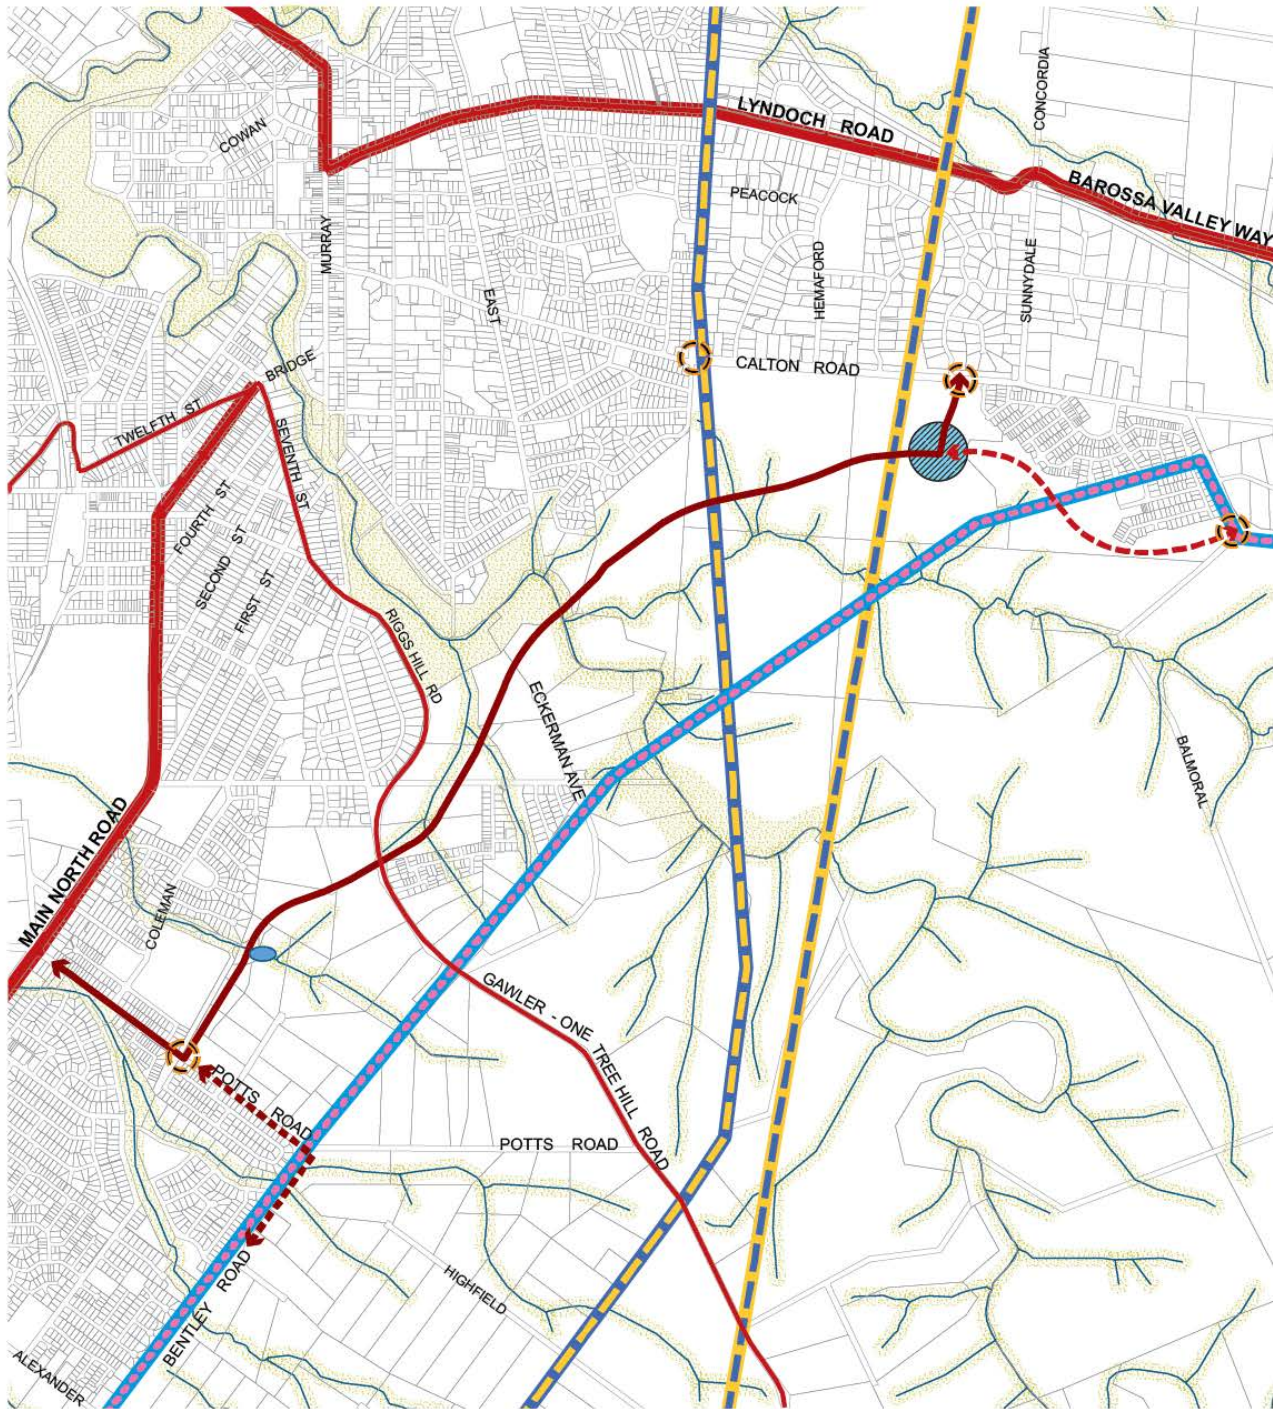 CONCORDIA
LYNDOCH ROAD
COWAN
BAROSSA VALLEY WAY
PEACOCK
MURRAY
HEMAFORD
SUNNYDALE
EAST
BRIDGE
CALTON ROAD
TWELFTH ST
SEVENTH ST
FOURTH ST
SECOND ST
FIRST ST
RIGGS HILL RD
ECKERMAN AVE
BALMORAL
MAIN NORTH ROAD
COLEMAN
GAWLER - ONE TREE HILL ROAD
POTTS ROAD
POTTS ROAD
HIGHFIELD
BENTLEY ROAD
ALEXANDER